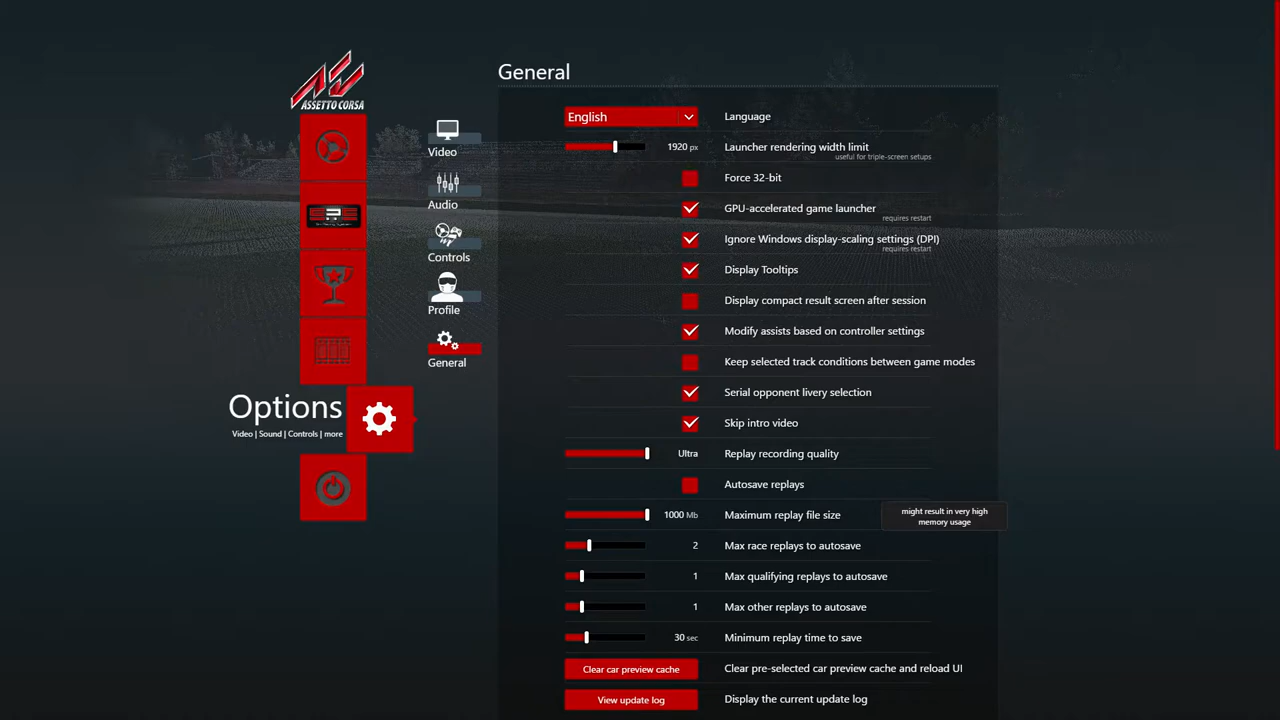 General
ASSETTO CORSA
English
Language
1920 px
Launcher rendering width limit
useful for triple-screen setups
Video
Force 32-bit
Audio
GPU-accelerated game launcher
requires restart
Controls
Ignore Windows display-scaling settings (DPI)
requires restart
Display Tooltips
Profile
Display compact result screen after session
Modify assists based on controller settings
General
Keep selected track conditions between game modes
Serial opponent livery selection
Options
Video | Sound | Controls | more
Skip intro video
Ultra
Replay recording quality
Autosave replays
1000 Mb
Maximum replay file size
might result in very high
memory usage
2
Max race replays to autosave
1
Max qualifying replays to autosave
1
Max other replays to autosave
30 sec
Minimum replay time to save
Clear car preview cache
Clear pre-selected car preview cache and reload UI
View update log
Display the current update log